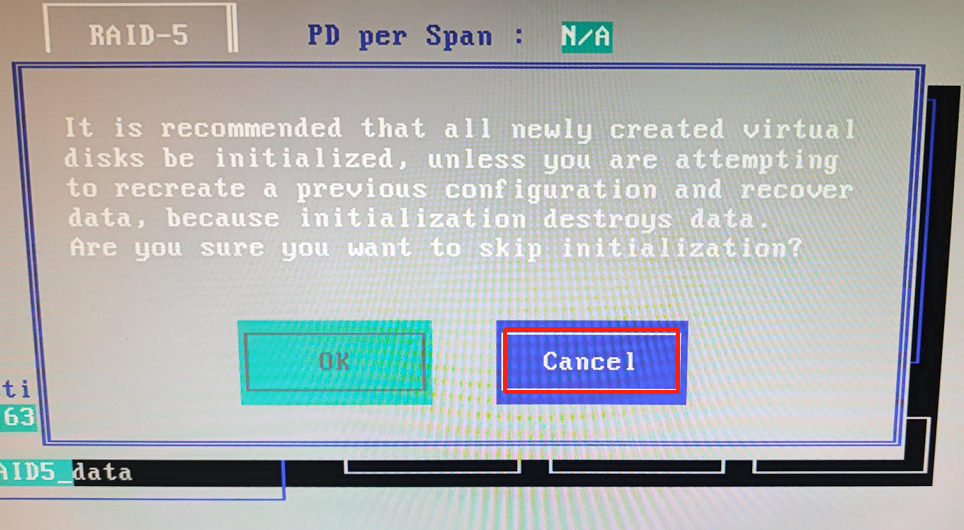 RAID-5
PD per Span : N/A
It is recommended that all newly created virtual
disks be initialized, unless you are attempting
to recreate a previous configuration and recover
data, because initialization destroys data.
Are you sure you want to skip initialization?
OK
Cancel
ti
63
AID5_data